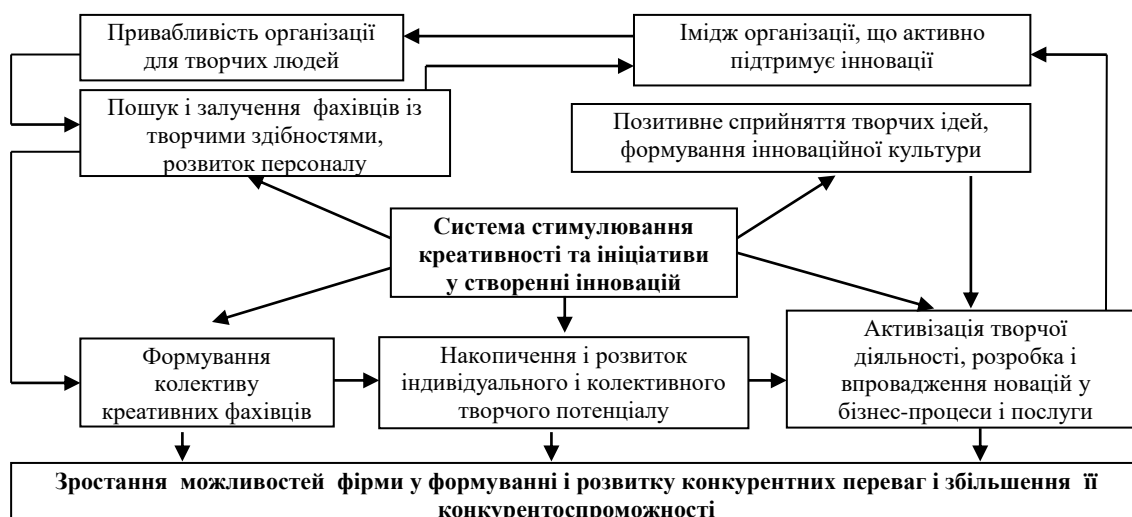 Привабливість організації
для творчих людей
Імідж організації, що активно
підтримує інновації
Пошук і залучення фахівців із
творчими здібностями,
розвиток персоналу
Позитивне сприйняття творчих ідей,
формування інноваційної культури
Система стимулювання
креативності та ініціативи
у створенні інновацій
Формування
колективу
креативних фахівців
Накопичення і розвиток
індивідуального і колективного
творчого потенціалу
Активізація творчої
діяльності, розробка і
впровадження новацій у
бізнес-процеси і послуги
Зростання можливостей фірми у формуванні і розвитку конкурентних переваг і збільшення її
конкурентоспроможності